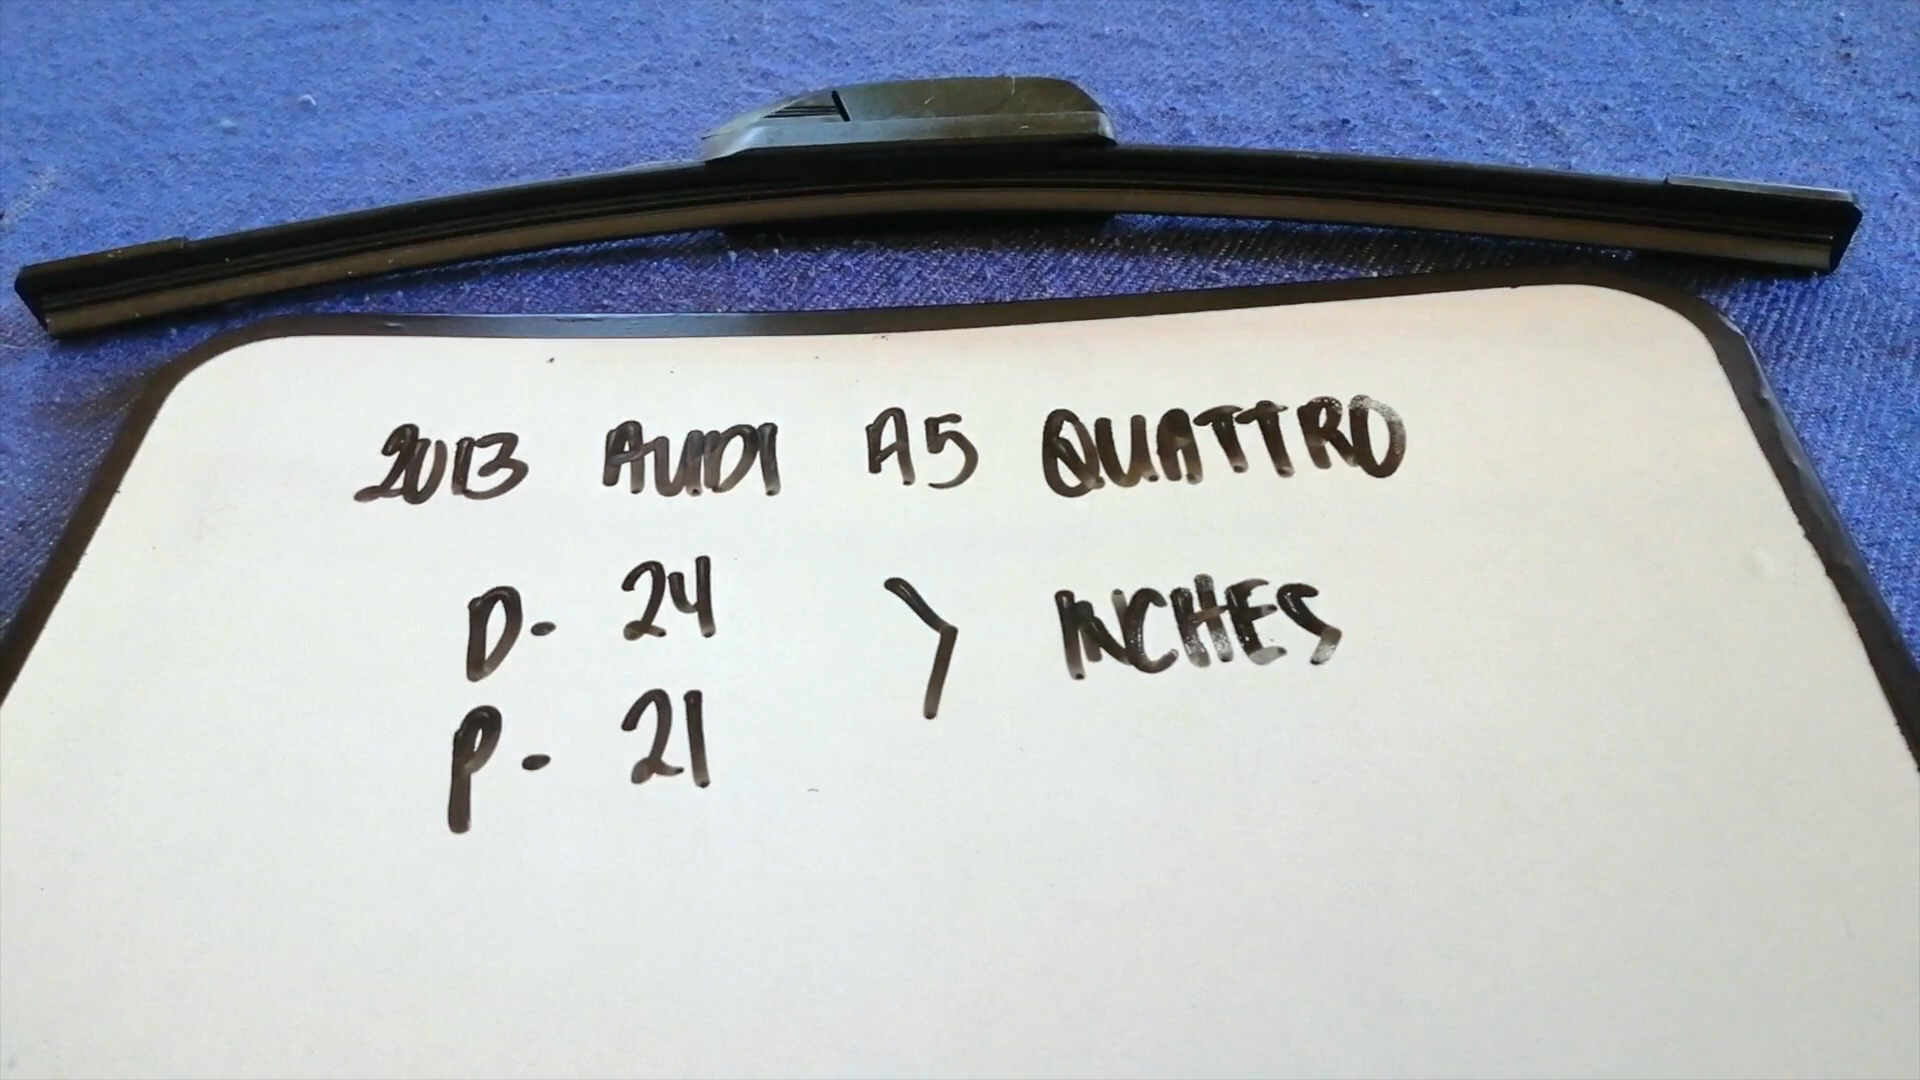 2013 AUDI A5 QUATTRO
D- 24 > INCHES
P- 21